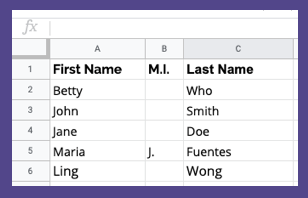 fx
A B C
1 First Name M.I. Last Name
2 Betty Who
3 John Smith
4 Jane Doe
5 Maria J. Fuentes
6 Ling Wong